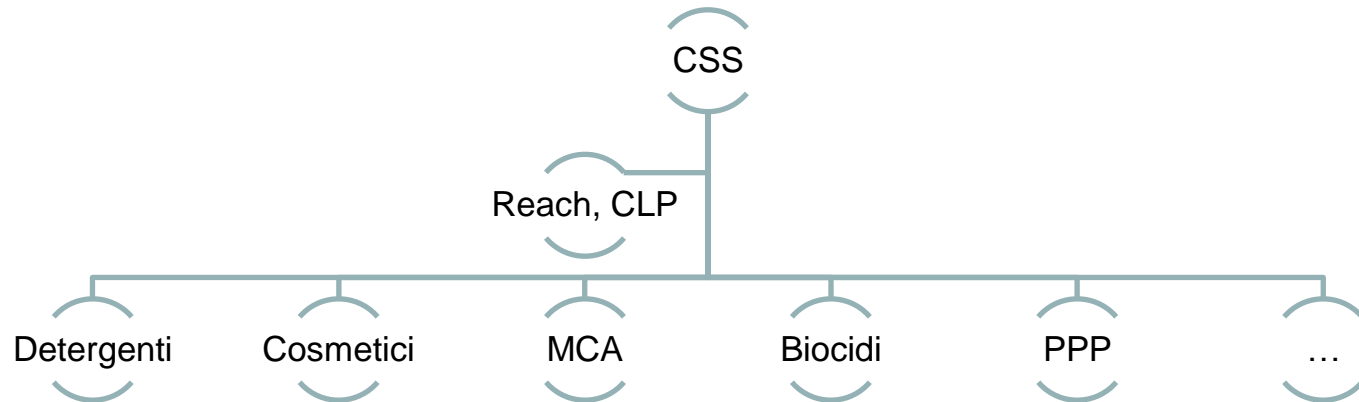 CSS
Reach, CLP
Detergenti
Cosmetici
MCA
Biocidi
PPP
…